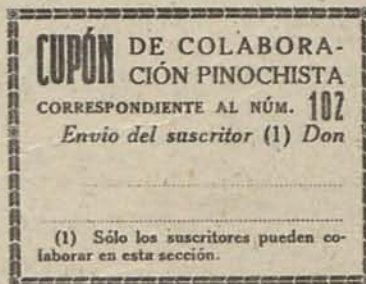 CUPÓN DE COLABORA-
CIÓN PINOCHISTA
CORRESPONDIENTE AL NÚM. 102
Envío del suscritor (1) Don
(1) Sólo los suscritores pueden co-
laborar en esta sección.